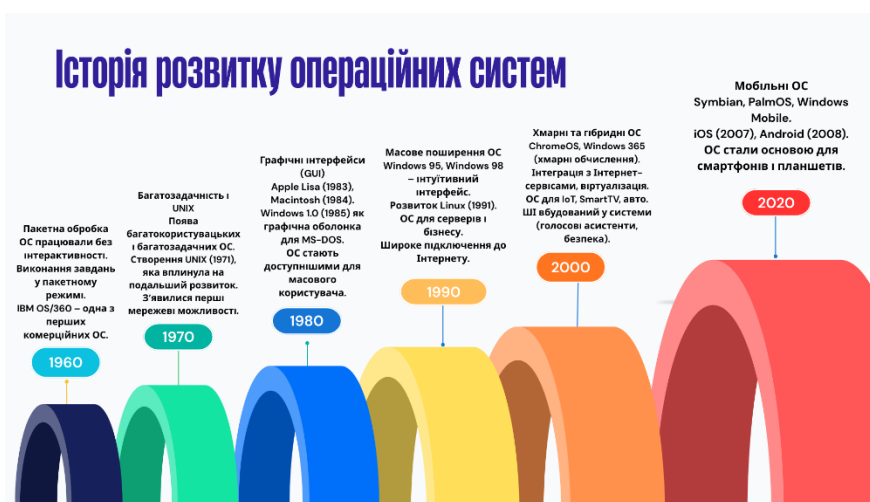 Історія розвитку операційних систем
Пакетна обробка
ОС працювали без
інтерактивності.
Виконання завдань
у пакетному
режимі.
IBM OS/360 – одна з
перших
комерційних ОС.
1960
Багатозадачність і
UNIX
Поява
багатокористувацьких
і багатозадачних ОС.
Створення UNIX (1971),
яка вплинула на
подальший розвиток.
З’явилися перші
мережеві можливості.
1970
Графічні інтерфейси
(GUI)
Apple Lisa (1983),
Macintosh (1984).
Windows 1.0 (1985) як
графічна оболонка
для MS-DOS.
ОС стають
доступнішими для
масового
користувача.
1980
Масове поширення ОС
Windows 95, Windows 98
– інтуїтивний
інтерфейс.
Розвиток Linux (1991).
ОС для серверів і
бізнесу.
Широке підключення до
Інтернету.
1990
Хмарні та гібридні ОС
ChromeOS, Windows 365
(хмарні обчислення).
Інтеграція з Інтернет-
сервісами, віртуалізація.
ОС для IoT, SmartTV, авто.
ШІ вбудований у системи
(голосові асистенти,
безпека).
2000
Мобільні ОС
Symbian, PalmOS, Windows
Mobile.
iOS (2007), Android (2008).
ОС стали основою для
смартфонів і планшетів.
2020